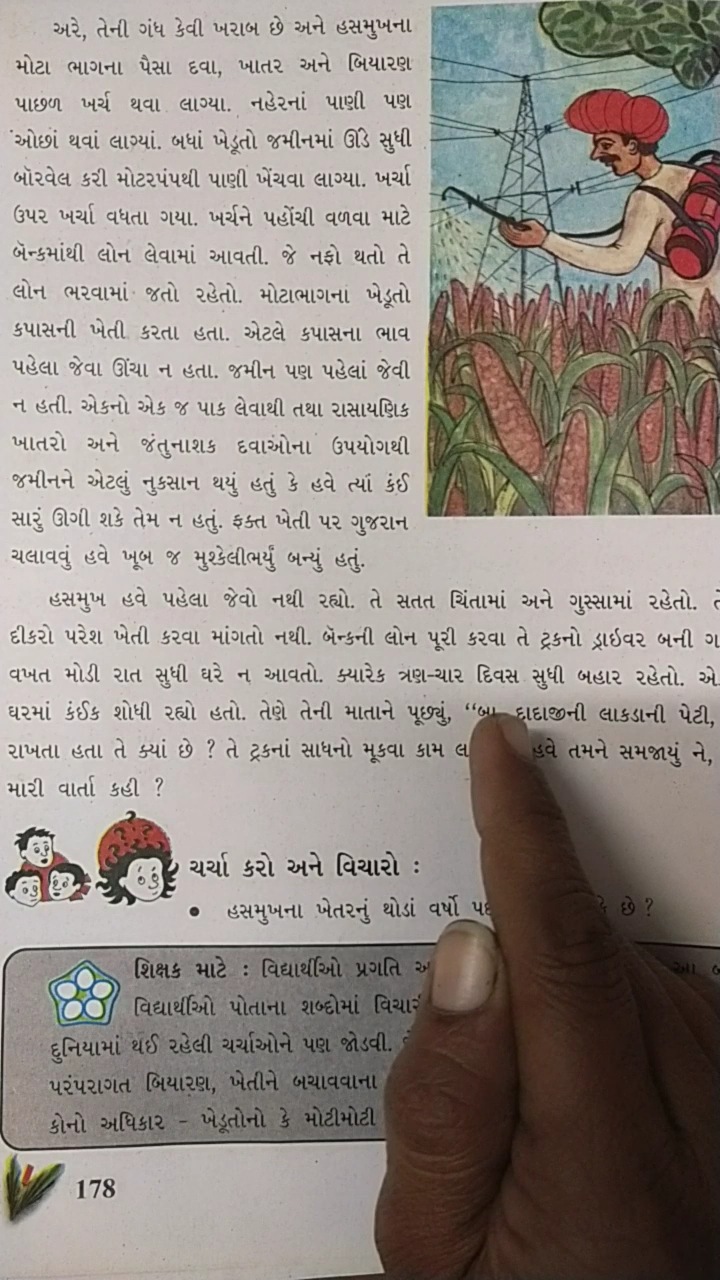 અરે, તેની ગંધ કેવી ખરાબ છે અને હસમુખના
મોટા ભાગના પૈસા દવા, ખાતર અને બિયારણ
પાછળ ખર્ચ થવા લાગ્યા. નહેરનાં પાણી પણ
ઓછાં થવાં લાગ્યાં. બધાં ખેડૂતો જમીનમાં ઊંડે સુધી
બૉરવેલ કરી મોટરપંપથી પાણી ખેંચવા લાગ્યા. ખર્ચા
ઉપર ખર્ચા વધતા ગયા. ખર્ચને પહોંચી વળવા માટે
બૅન્કમાંથી લોન લેવામાં આવતી. જે નફો થતો તે
લોન ભરવામાં જતો રહેતો. મોટાભાગનાં ખેડૂતો
કપાસની ખેતી કરતા હતા. એટલે કપાસના ભાવ
પહેલા જેવા ઊંચા ન હતા. જમીન પણ પહેલાં જેવી
ન હતી. એકનો એક જ પાક લેવાથી તથા રાસાયણિક
ખાતરો અને જંતુનાશક દવાઓના ઉપયોગથી
જમીનને એટલું નુકસાન થયું હતું કે હવે ત્યાઁ કંઈ
સારું ઊગી શકે તેમ ન હતું. ફક્ત ખેતી પર ગુજરાન
ચલાવવું હવે ખૂબ જ મુશ્કેલીભર્યું બન્યું હતું.
હસમુખ હવે પહેલા જેવો નથી રહ્યો. તે સતત ચિંતામાં અને ગુસ્સામાં રહેતો.
દીકરો પરેશ ખેતી કરવા માંગતો નથી. બૅન્કની લોન પૂરી કરવા તે ટ્રકનો ડ્રાઇવર બની
વખત મોડી રાત સુધી ઘરે ન આવતો. ક્યારેક ત્રણ-ચાર દિવસ સુધી બહાર રહેતો.
ઘરમાં કંઈક શોધી રહ્યો હતો. તેણે તેની માતાને પૂછ્યું, “બા, દાદાજીની લાકડાની પેટી,
રાખતા હતા તે ક્યાં છે ? તે ટ્રકનાં સાધનો મૂકવા કામ હવે તમને સમજાયું ને,
મારી વાર્તા કહી ?
ચર્ચા કરો અને વિચારો :
• હસમુખના ખેતરનું થોડાં વર્ષો છે ?
શિક્ષક માટે : વિદ્યાર્થીઓ પ્રગતિ
વિદ્યાર્થીઓ પોતાના શબ્દોમાં
દુનિયામાં થઈ રહેલી ચર્ચાઓને પણ જોડવી.
પરંપરાગત બિયારણ, ખેતીને બચાવવાના
કોનો અધિકાર - ખેડૂતોનો કે મોટીમોટી
178